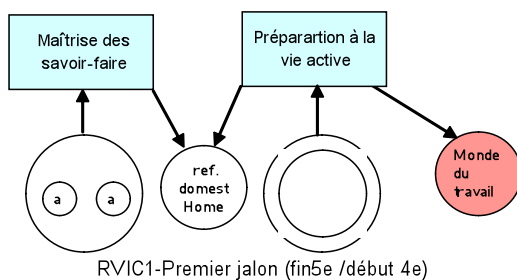 Maîtrise des
savoir-faire
Prépartion à la
vie active
a
a
ref.
domest
Home
Monde
du
travail
RVIC1-Premier jalon (fin5e /début 4e)